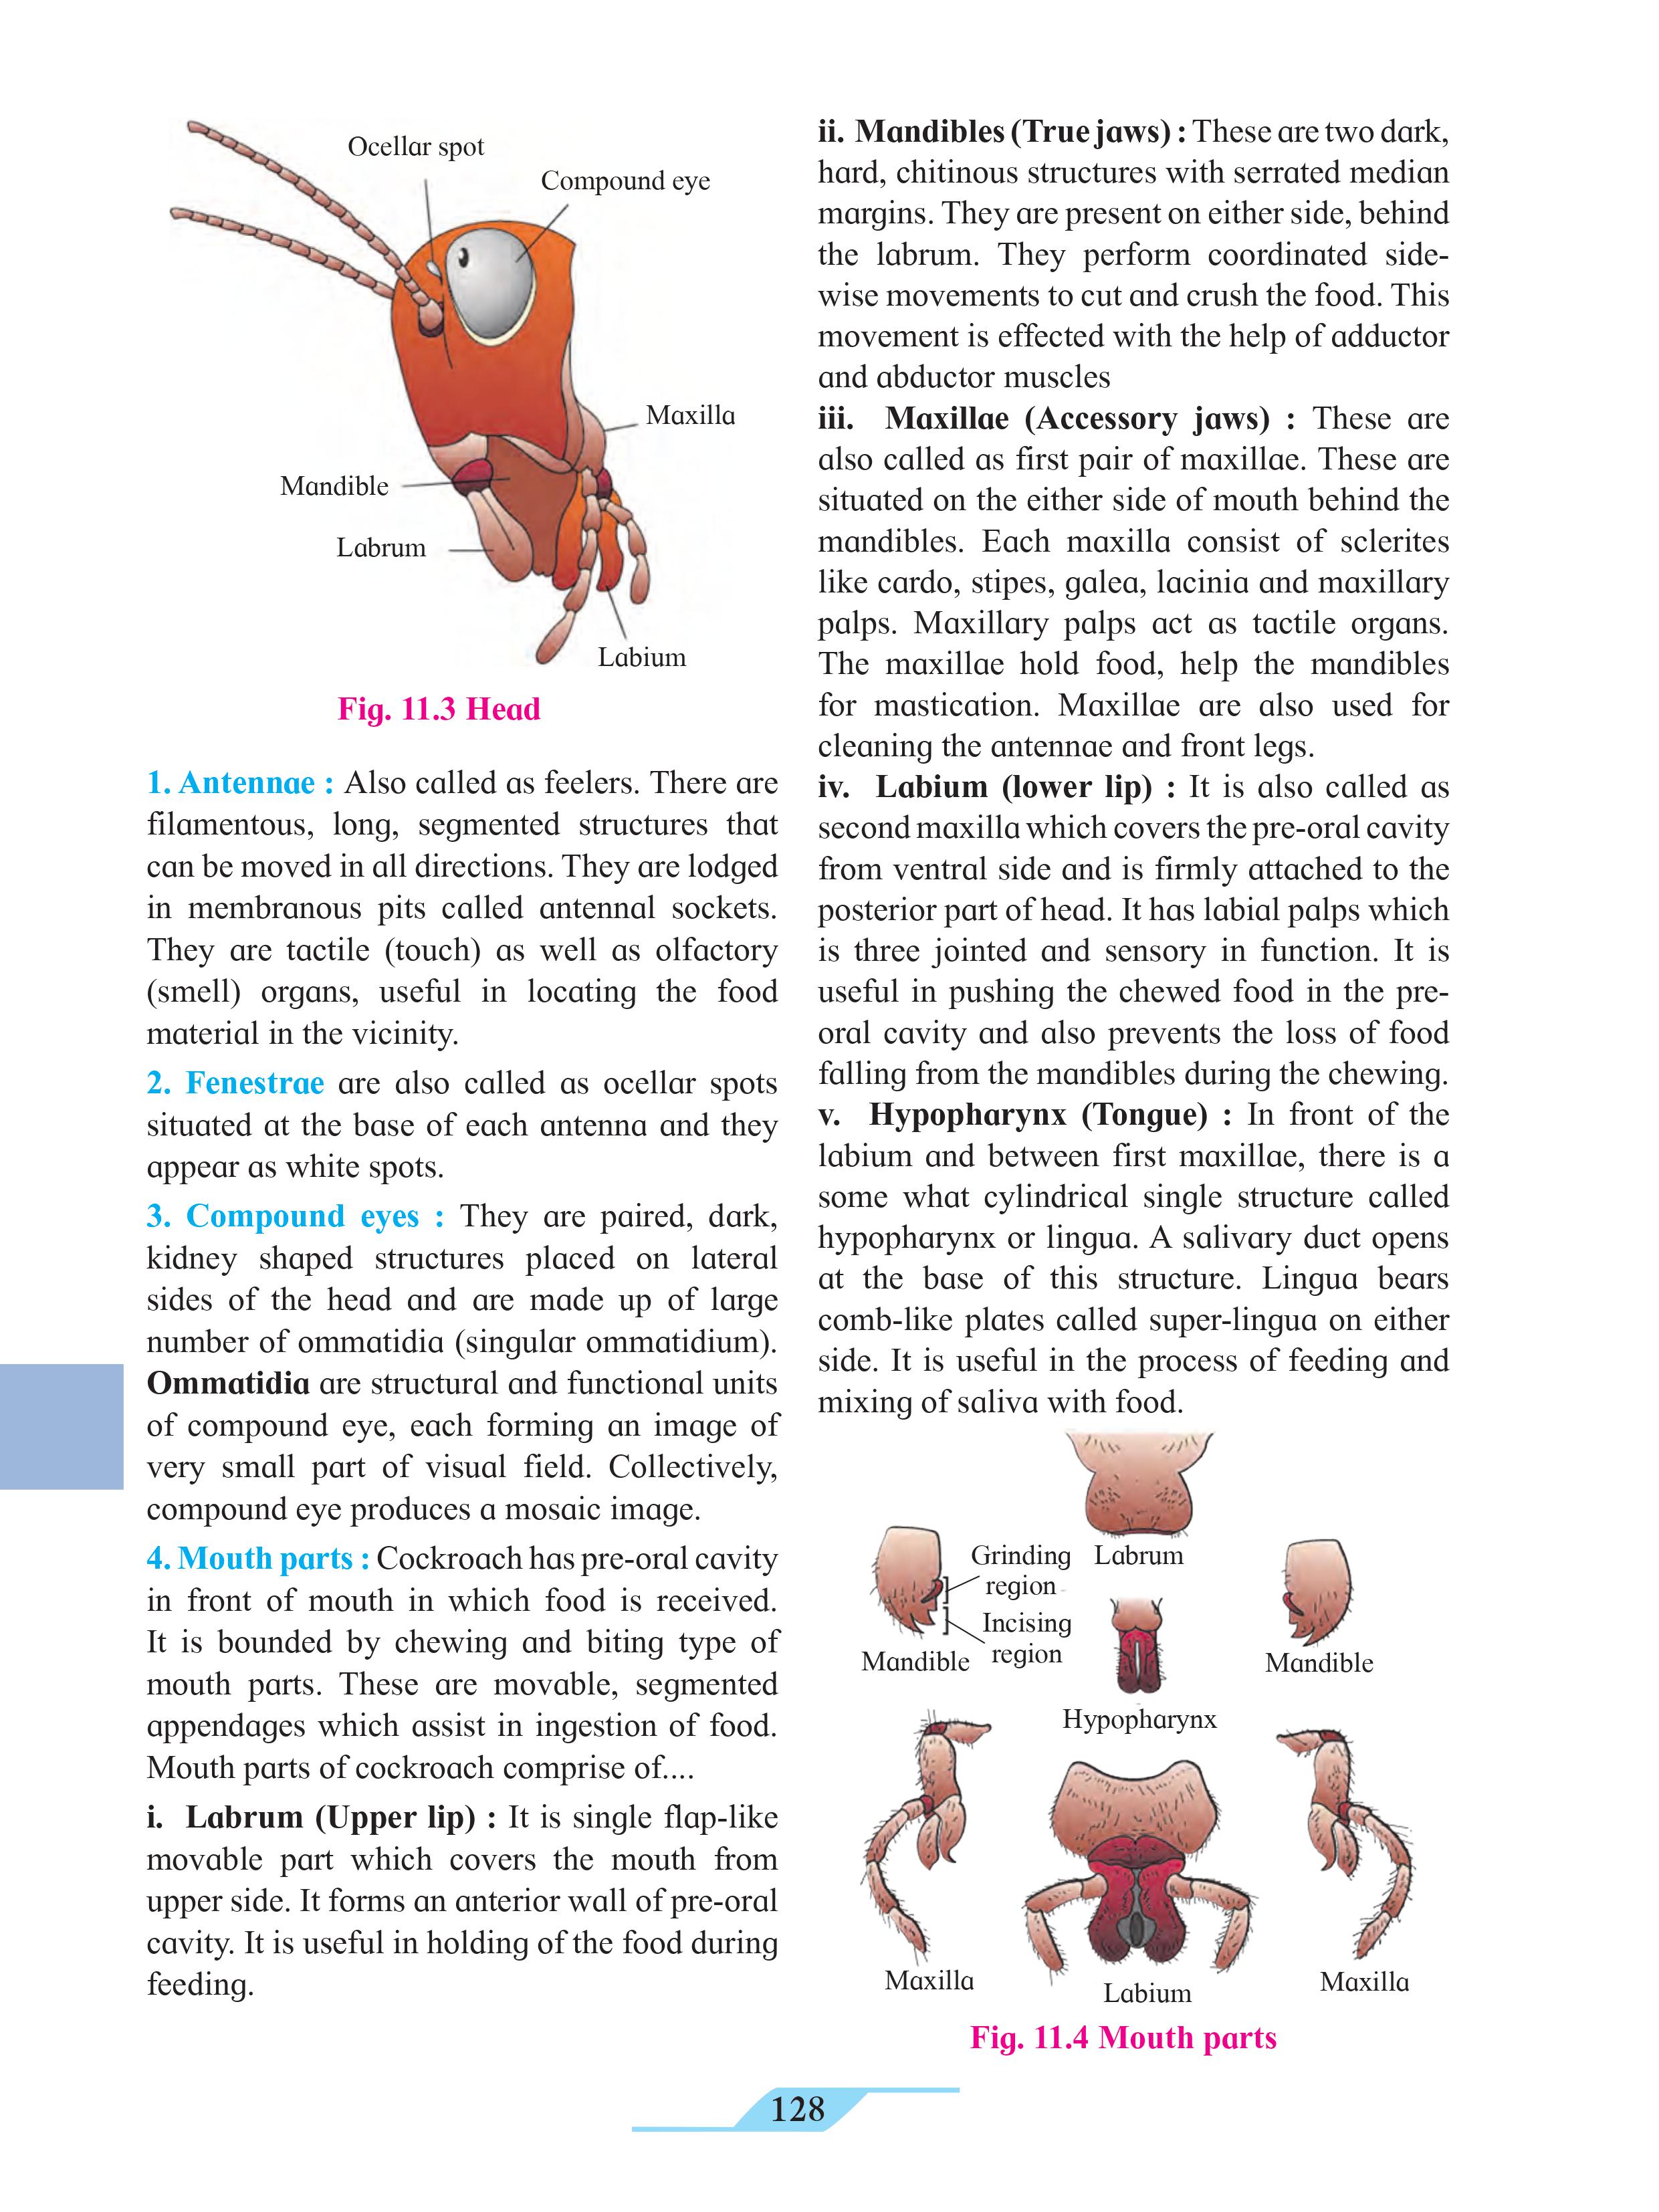 Ocellar spot
Compound eye
Maxilla
Mandible
Labrum
Labium
Fig. 11.3 Head
1. Antennae : Also called as feelers. There are
filamentous, long, segmented structures that
can be moved in all directions. They are lodged
in membranous pits called antennal sockets.
They are tactile (touch) as well as olfactory
(smell) organs, useful in locating the food
material in the vicinity.
2. Fenestrae are also called as ocellar spots
situated at the base of each antenna and they
appear as white spots.
3. Compound eyes : They are paired, dark,
kidney shaped structures placed on lateral
sides of the head and are made up of large
number of ommatidia (singular ommatidium).
Ommatidia are structural and functional units
of compound eye, each forming an image of
very small part of visual field. Collectively,
compound eye produces a mosaic image.
4. Mouth parts : Cockroach has pre-oral cavity
in front of mouth in which food is received.
It is bounded by chewing and biting type of
mouth parts. These are movable, segmented
appendages which assist in ingestion of food.
Mouth parts of cockroach comprise of....
i. Labrum (Upper lip) : It is single flap-like
movable part which covers the mouth from
upper side. It forms an anterior wall of pre-oral
cavity. It is useful in holding of the food during
feeding.
ii. Mandibles (True jaws) : These are two dark,
hard, chitinous structures with serrated median
margins. They are present on either side, behind
the labrum. They perform coordinated side-
wise movements to cut and crush the food. This
movement is effected with the help of adductor
and abductor muscles
iii. Maxillae (Accessory jaws) : These are
also called as first pair of maxillae. These are
situated on the either side of mouth behind the
mandibles. Each maxilla consist of sclerites
like cardo, stipes, galea, lacinia and maxillary
palps. Maxillary palps act as tactile organs.
The maxillae hold food, help the mandibles
for mastication. Maxillae are also used for
cleaning the antennae and front legs.
iv. Labium (lower lip) : It is also called as
second maxilla which covers the pre-oral cavity
from ventral side and is firmly attached to the
posterior part of head. It has labial palps which
is three jointed and sensory in function. It is
useful in pushing the chewed food in the pre-
oral cavity and also prevents the loss of food
falling from the mandibles during the chewing.
v. Hypopharynx (Tongue) : In front of the
labium and between first maxillae, there is a
some what cylindrical single structure called
hypopharynx or lingua. A salivary duct opens
at the base of this structure. Lingua bears
comb-like plates called super-lingua on either
side. It is useful in the process of feeding and
mixing of saliva with food.
Grinding
region
Labrum
Incising
region
Mandible
Mandible
Hypopharynx
Maxilla
Labium
Maxilla
Fig. 11.4 Mouth parts
128